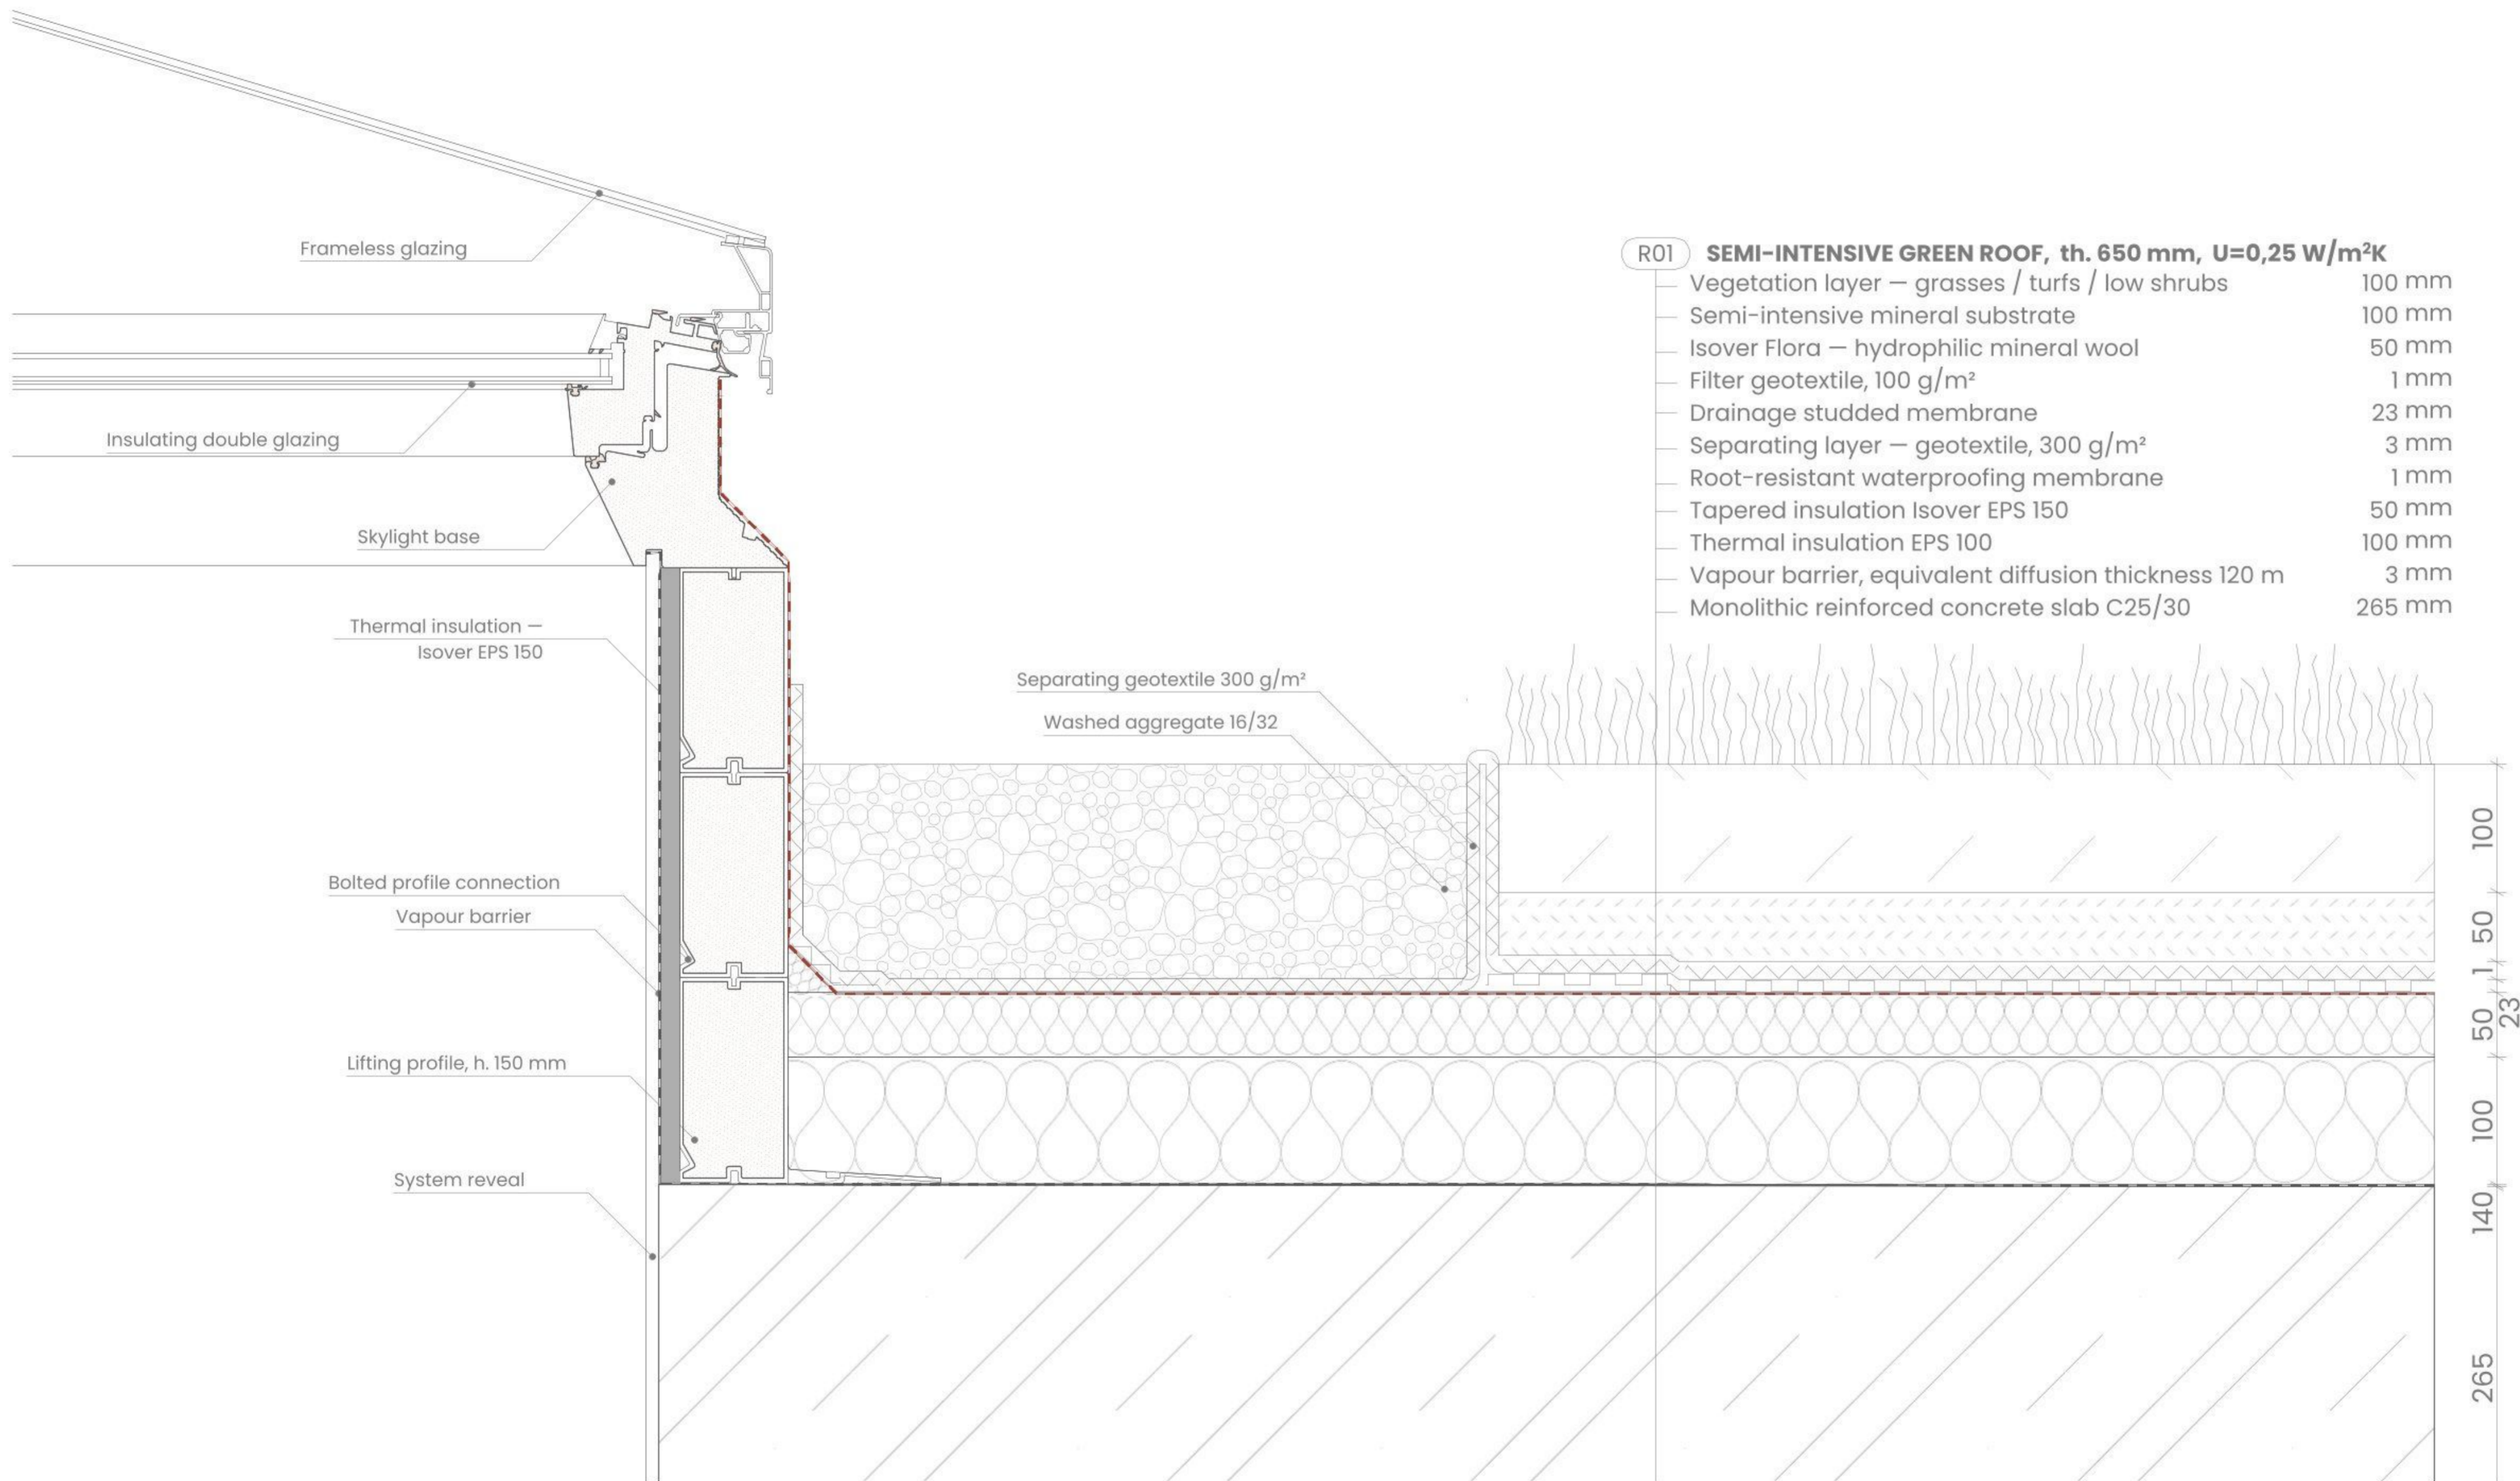 Frameless glazing
Insulating double glazing
Skylight base
Thermal insulation —
Isover EPS 150
Bolted profile connection
Vapour barrier
Lifting profile, h. 150 mm
System reveal
Separating geotextile 300 g/m²
Washed aggregate 16/32
R01 SEMI-INTENSIVE GREEN ROOF, th. 650 mm, U=0,25 W/m²K
Vegetation layer — grasses / turfs / low shrubs 100 mm
Semi-intensive mineral substrate 100 mm
Isover Flora — hydrophilic mineral wool 50 mm
Filter geotextile, 100 g/m² 1 mm
Drainage studded membrane 23 mm
Separating layer — geotextile, 300 g/m² 3 mm
Root-resistant waterproofing membrane 1 mm
Tapered insulation Isover EPS 150 50 mm
Thermal insulation EPS 100 100 mm
Vapour barrier, equivalent diffusion thickness 120 m 3 mm
Monolithic reinforced concrete slab C25/30 265 mm
100
50
1
23
50
100
140
265